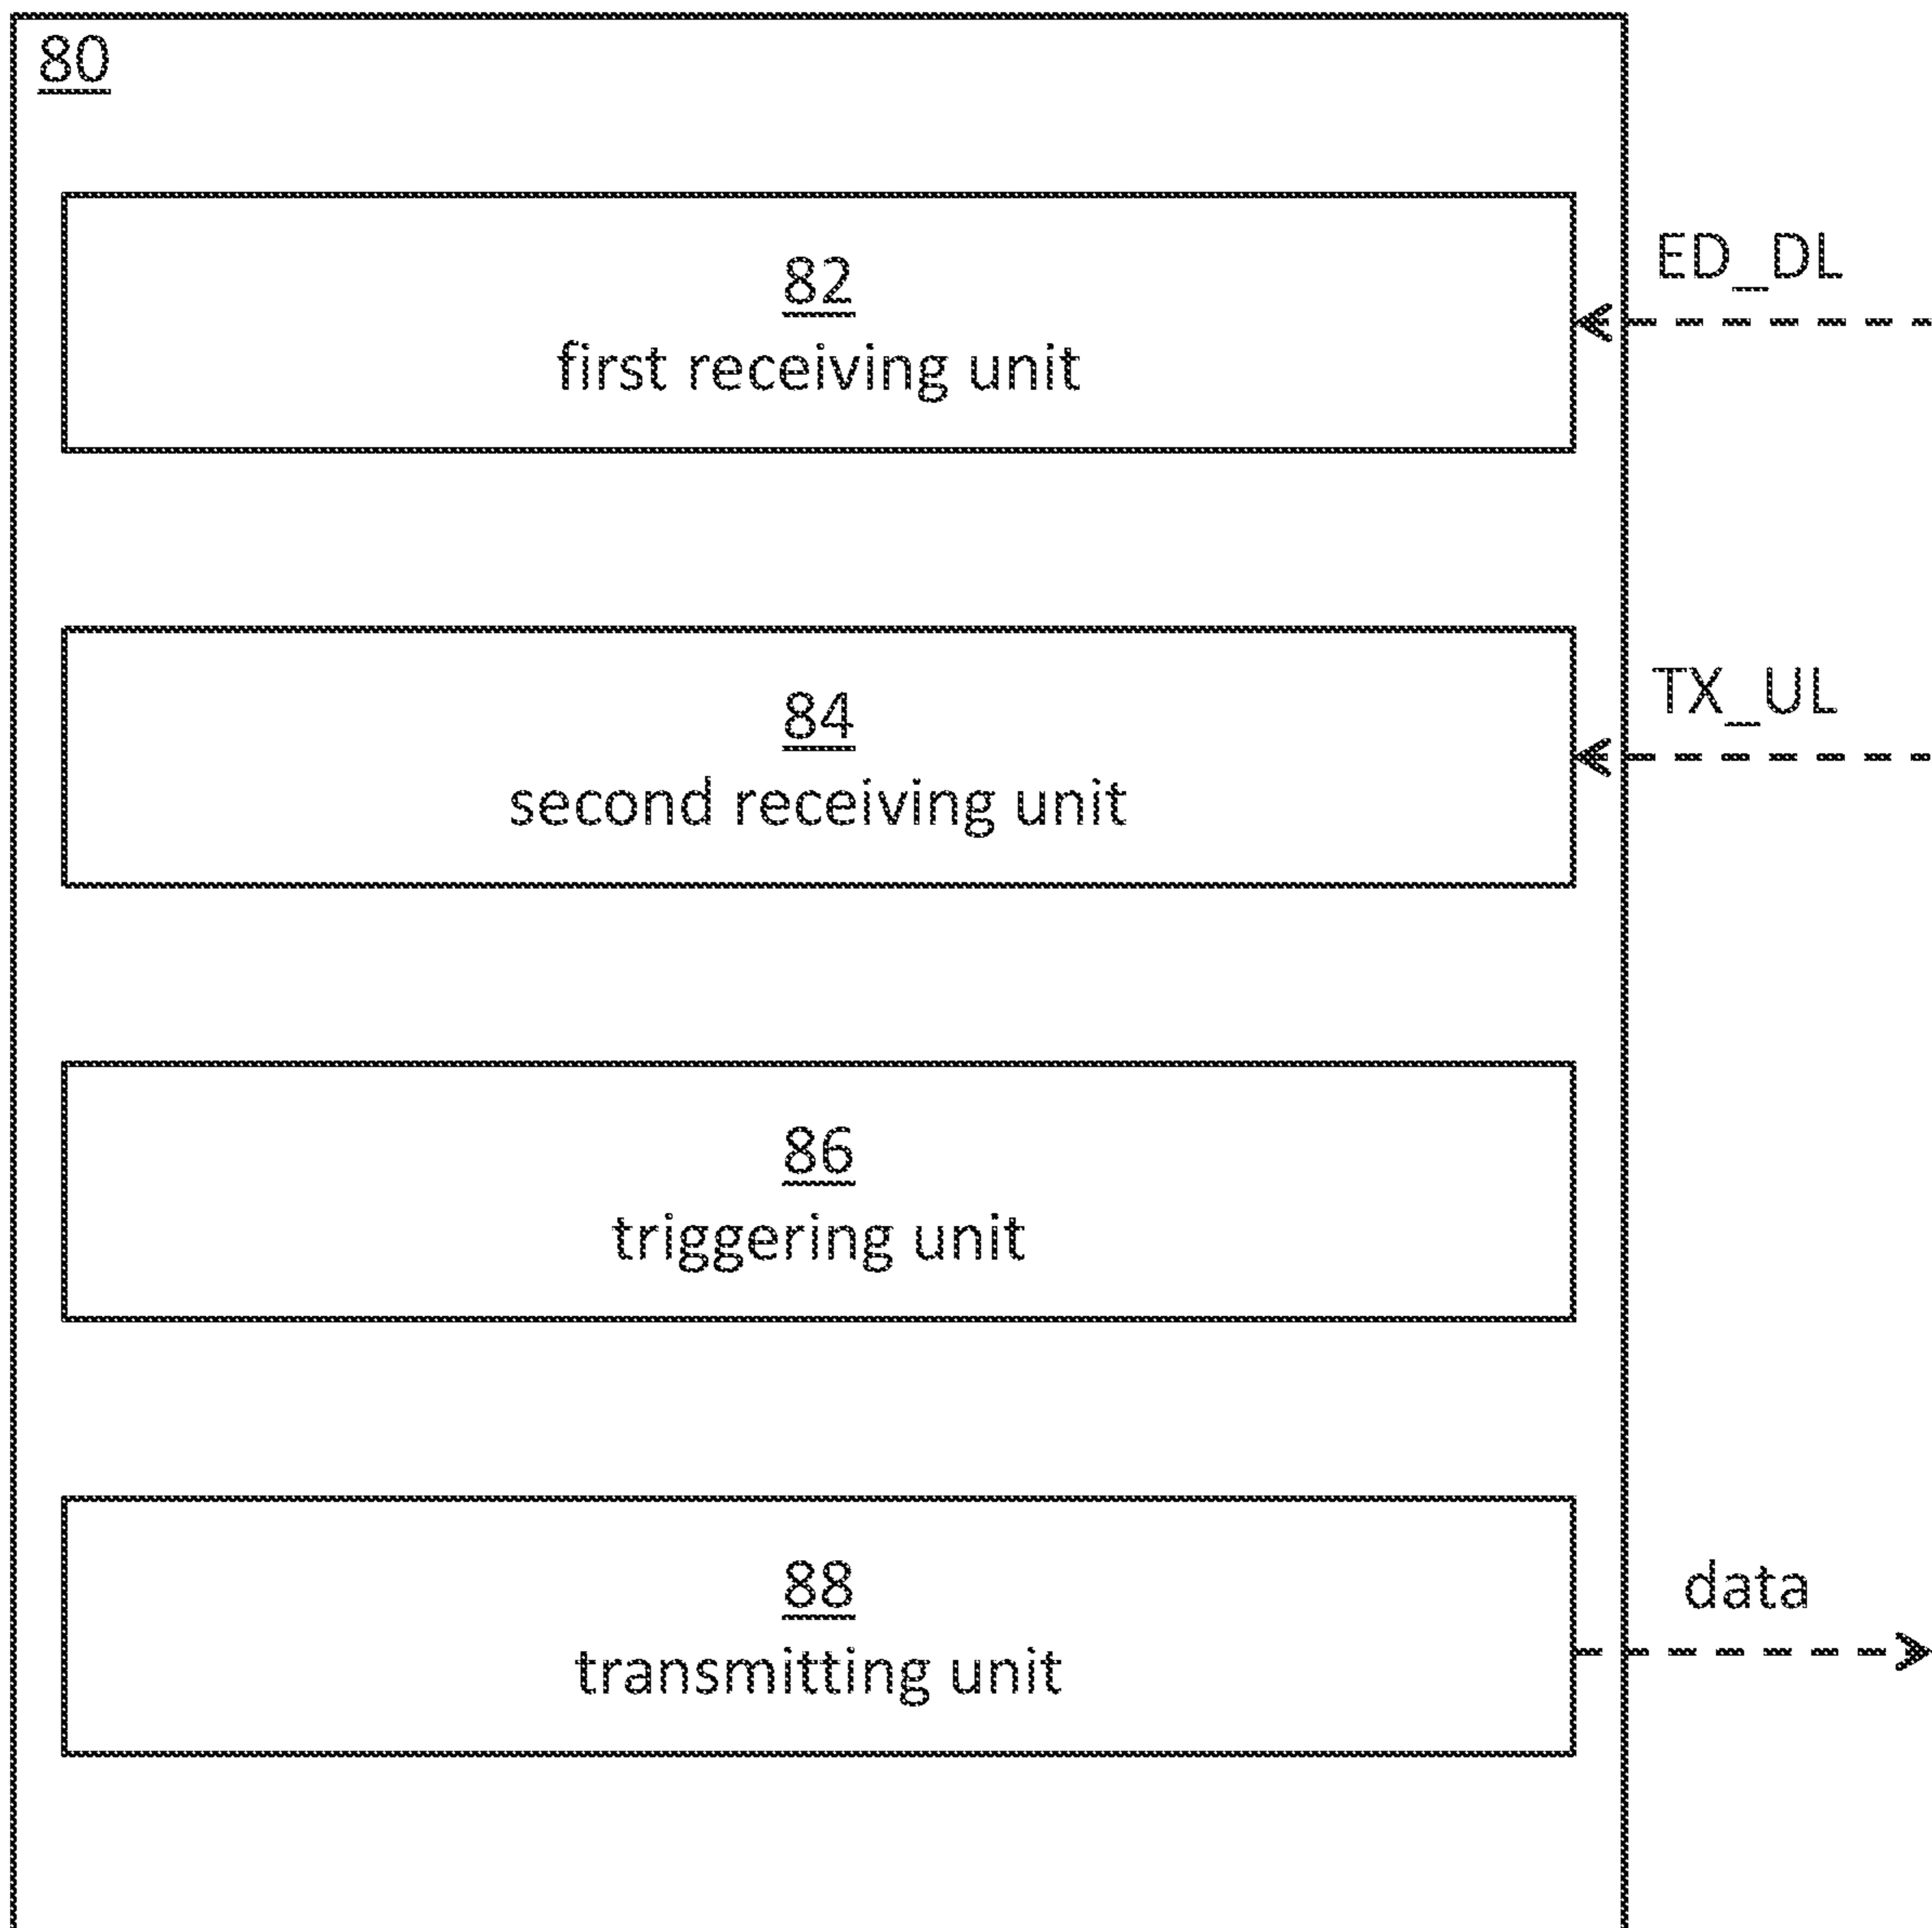 80
82
first receiving unit
ED_DL
84
second receiving unit
TX_UL
86
triggering unit
88
transmitting unit
data